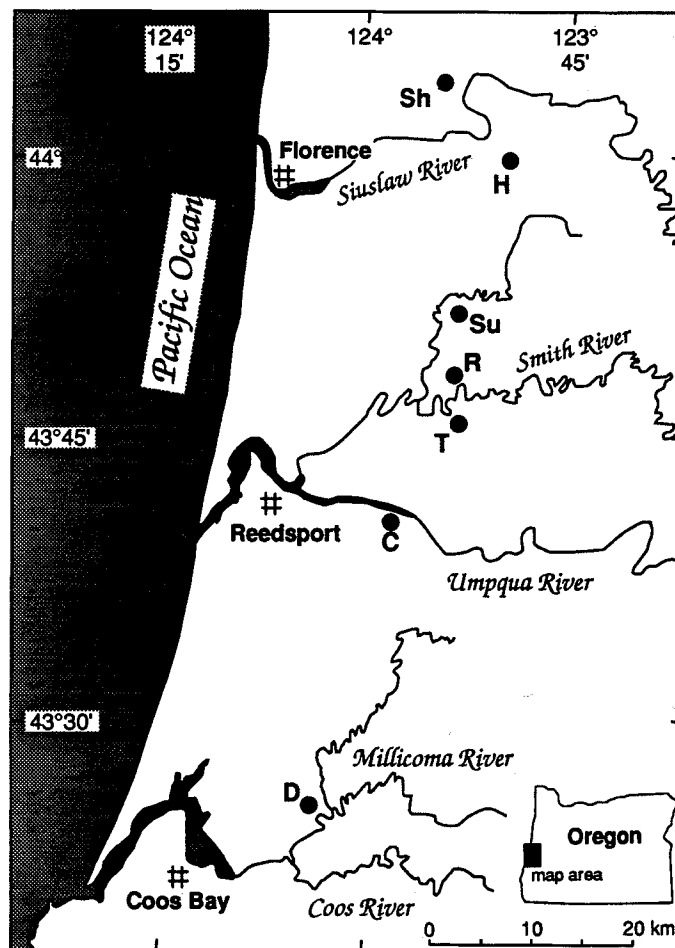 124°
15'
124°
123°
45'
Sh
44°
Florence
Siuslaw River
H
Pacific Ocean
Su
R
Smith River
43°45'
T
Reedsport
C
Umpqua River
43°30'
Millicoma River
D
Oregon
map area
Coos Bay
Coos River
0 10 20 km